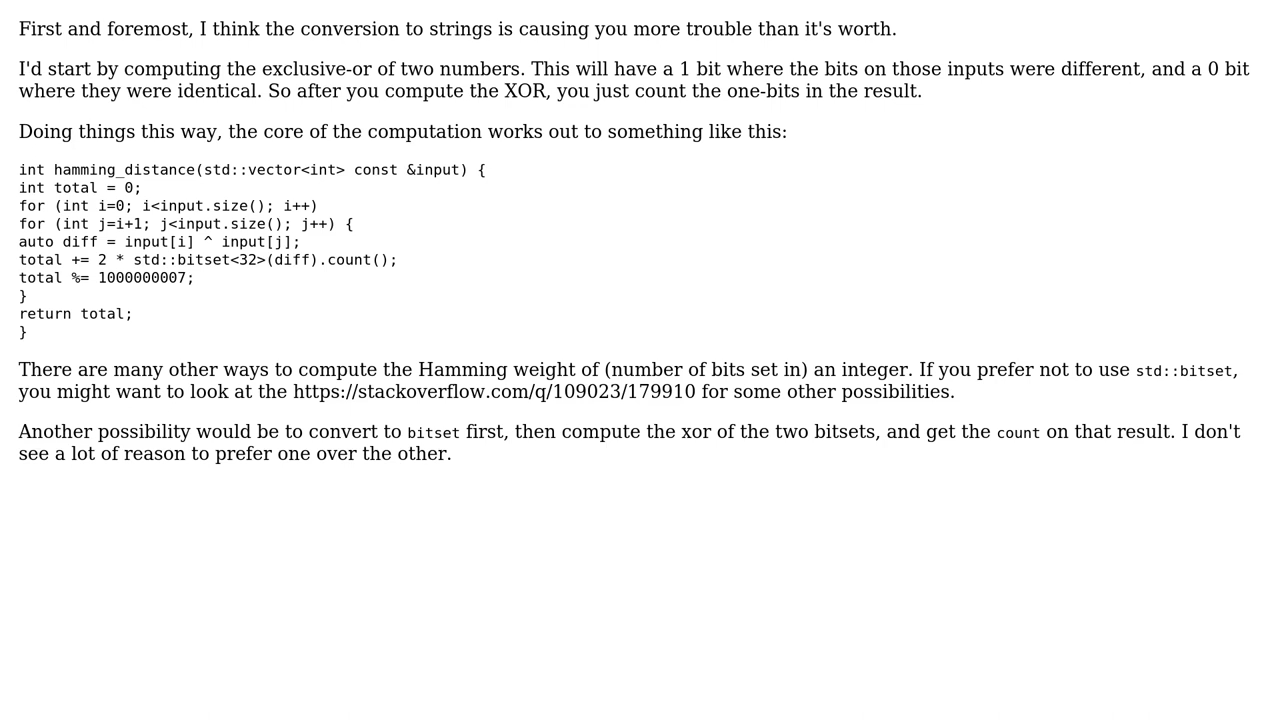 First and foremost, I think the conversion to strings is causing you more trouble than it's worth.
I'd start by computing the exclusive-or of two numbers. This will have a 1 bit where the bits on those inputs were different, and a 0 bit
where they were identical. So after you compute the XOR, you just count the one-bits in the result.
Doing things this way, the core of the computation works out to something like this:
int hamming_distance(std::vector<int> const &input) {
int total = 0;
for (int i=0; i<input.size(); i++)
for (int j=i+1; j<input.size(); j++) {
auto diff = input[i] ^ input[j];
total += 2 * std::bitset<32>(diff).count();
total %= 1000000007;
}
return total;
}
There are many other ways to compute the Hamming weight of (number of bits set in) an integer. If you prefer not to use std::bitset,
you might want to look at the https://stackoverflow.com/q/109023/179910 for some other possibilities.
Another possibility would be to convert to bitset first, then compute the xor of the two bitsets, and get the count on that result. I don't
see a lot of reason to prefer one over the other.